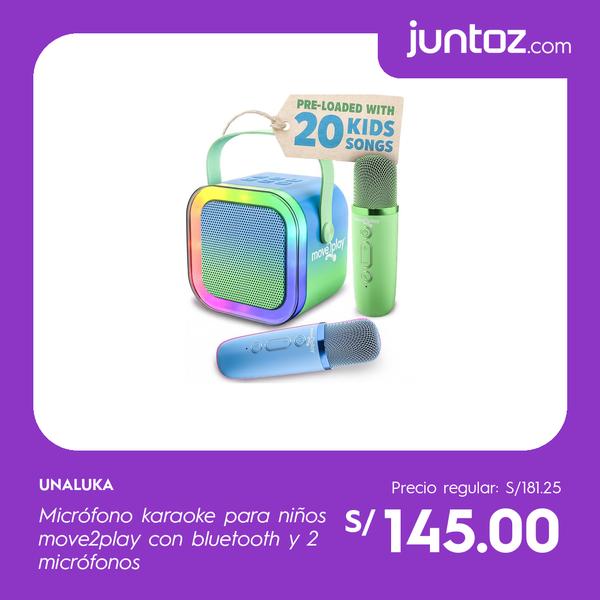 juntoz.com
PRE-LOADED WITH
20 KIDS
SONGS
move2play
UNALUKA
Precio regular: S/181.25
Micrófono karaoke para niños
move2play con bluetooth y 2
micrófonos
S/145.00